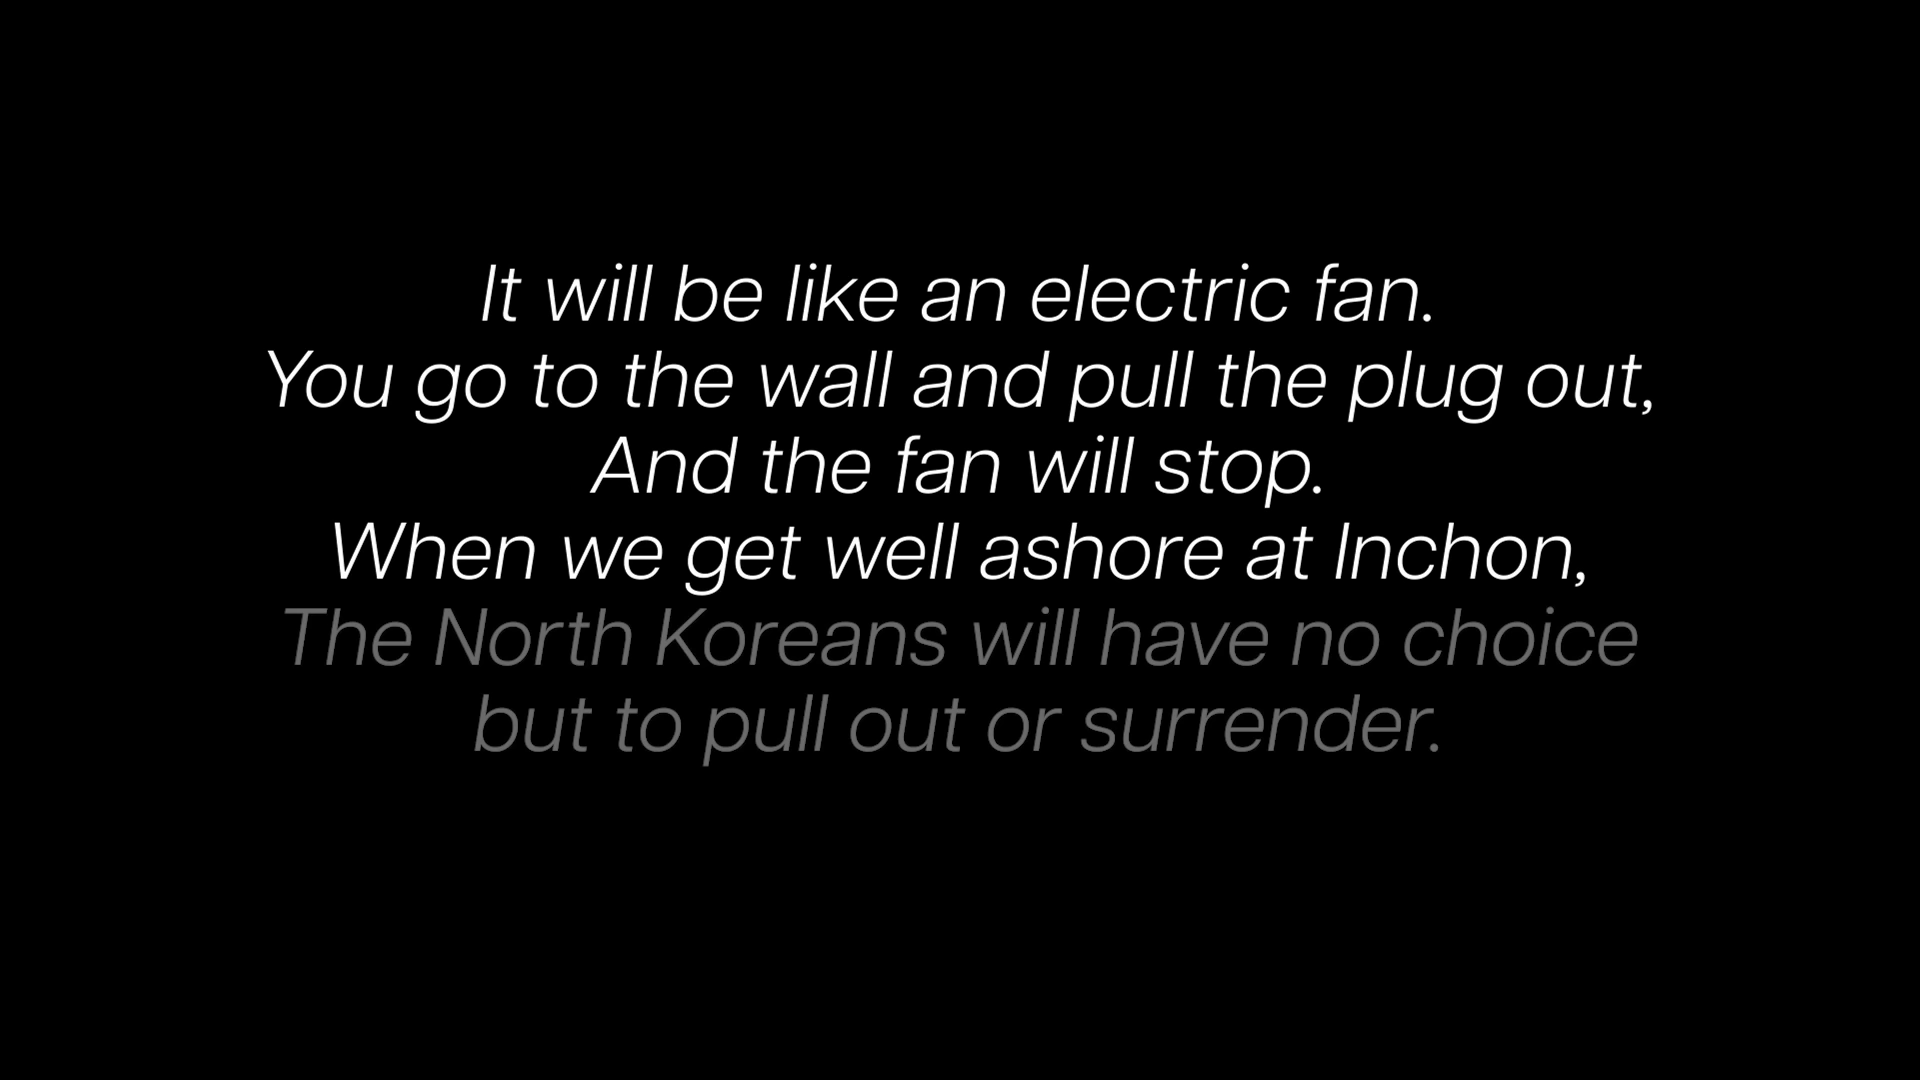 It will be like an electric fan.
You go to the wall and pull the plug out,
And the fan will stop.
When we get well ashore at Inchon,
The North Koreans will have no choice
but to pull out or surrender.